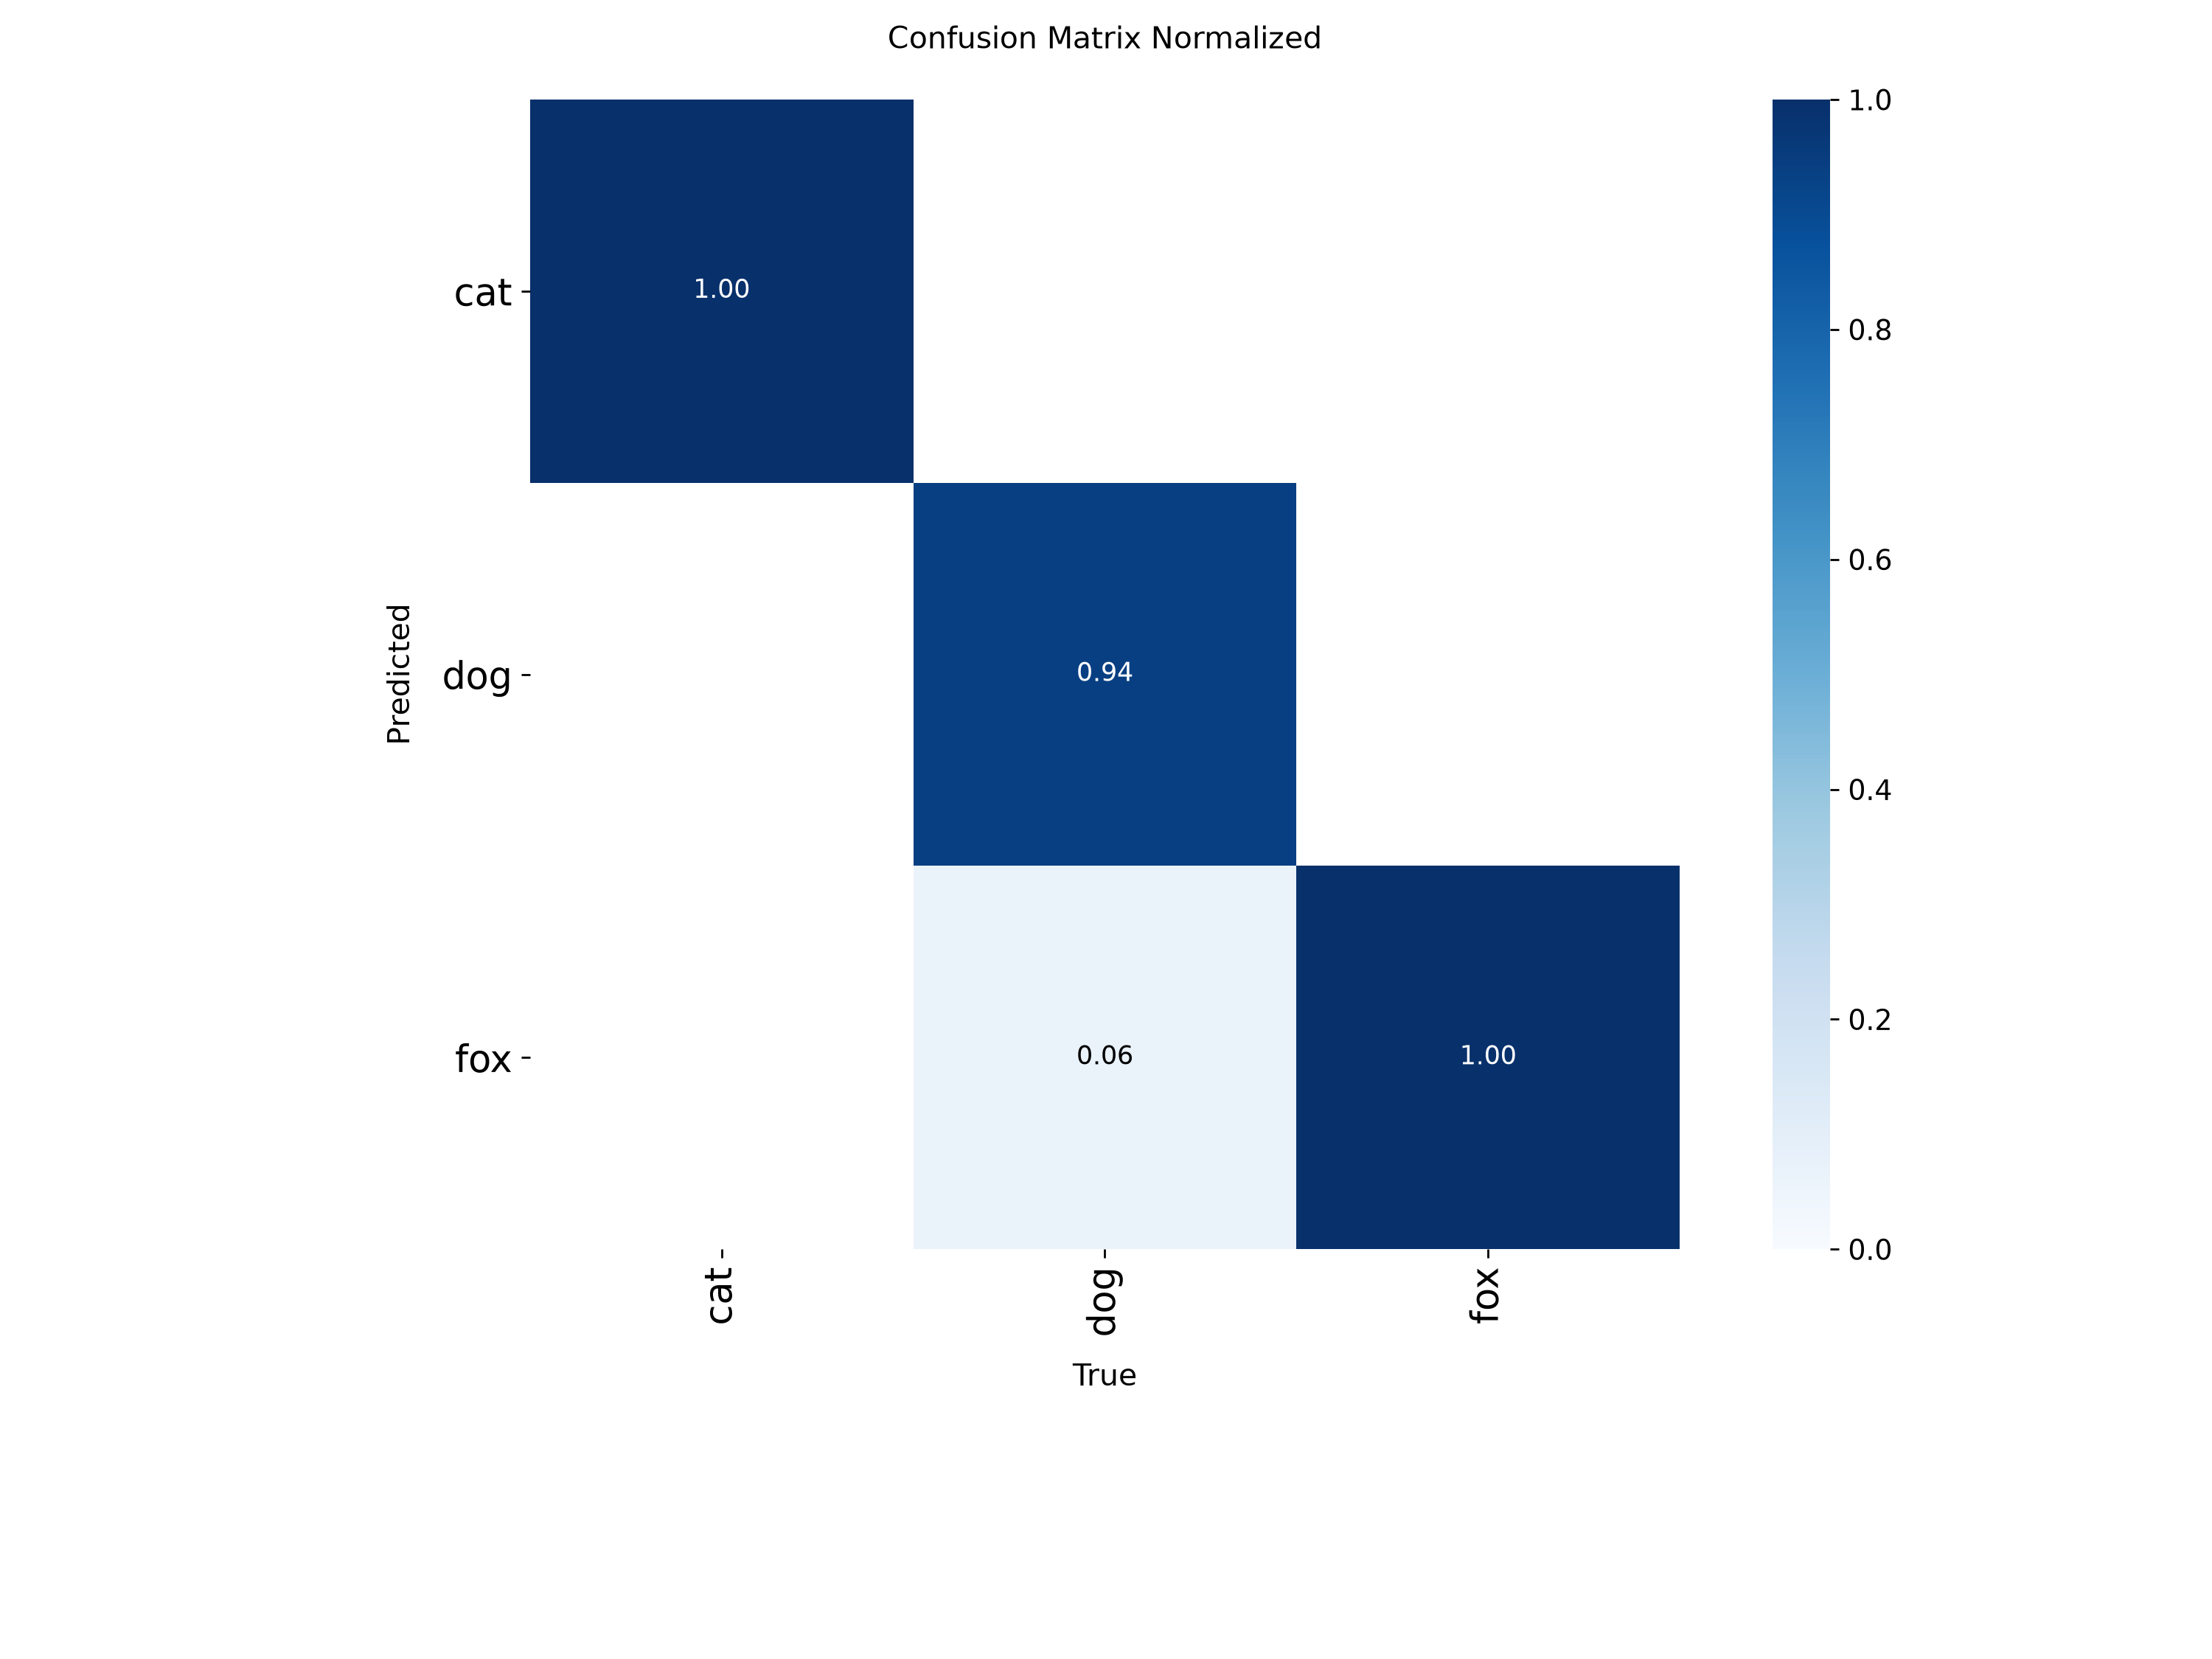 Confusion Matrix Normalized
1.00
0.94
0.06
1.00
cat
dog
fox
Predicted
cat
dog
fox
True
1.0
0.8
0.6
0.4
0.2
0.0